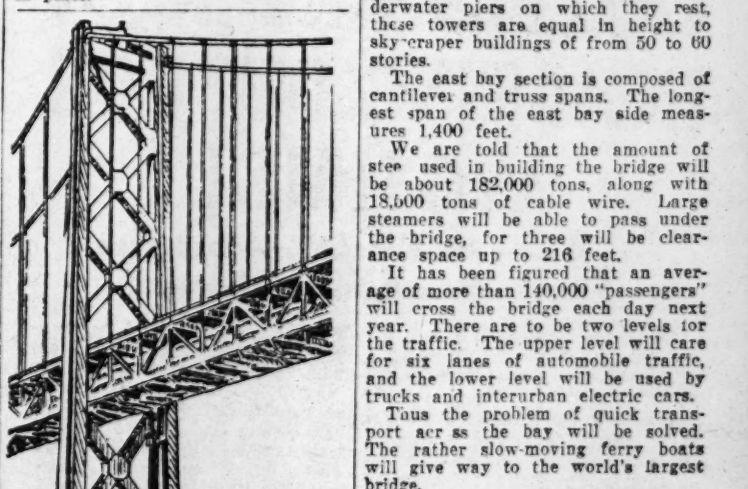 derwater piers on which they rest,
these towers are equal in height to
skyscraper buildings of from 50 to 60
stories.
The east bay section is composed of
cantilever and truss spans. The long-
est span of the east bay side meas-
ures 1,400 feet.
We are told that the amount of
steel used in building the bridge will
be about 182,000 tons, along with
18,500 tons of cable wire. Large
steamers will be able to pass under
the bridge, for three will be clear-
ance space up to 216 feet.
It has been figured that an aver-
age of more than 140,000 "passengers"
will cross the bridge each day next
year. There are to be two levels for
the traffic. The upper level will care
for six lanes of automobile traffic,
and the lower level will be used by
trucks and interurban electric cars.
Thus the problem of quick trans-
port across the bay will be solved.
The rather slow-moving ferry boats
will give way to the world's largest
bridge.